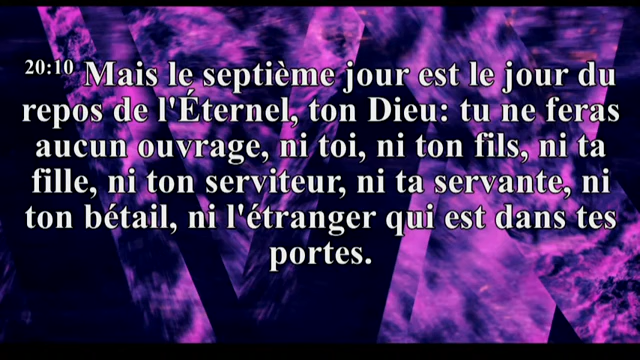 20:10 Mais le septième jour est le jour du
repos de l'Éternel, ton Dieu: tu ne feras
aucun ouvrage, ni toi, ni ton fils, ni ta
fille, ni ton serviteur, ni ta servante, ni
ton bétail, ni l'étranger qui est dans tes
portes.